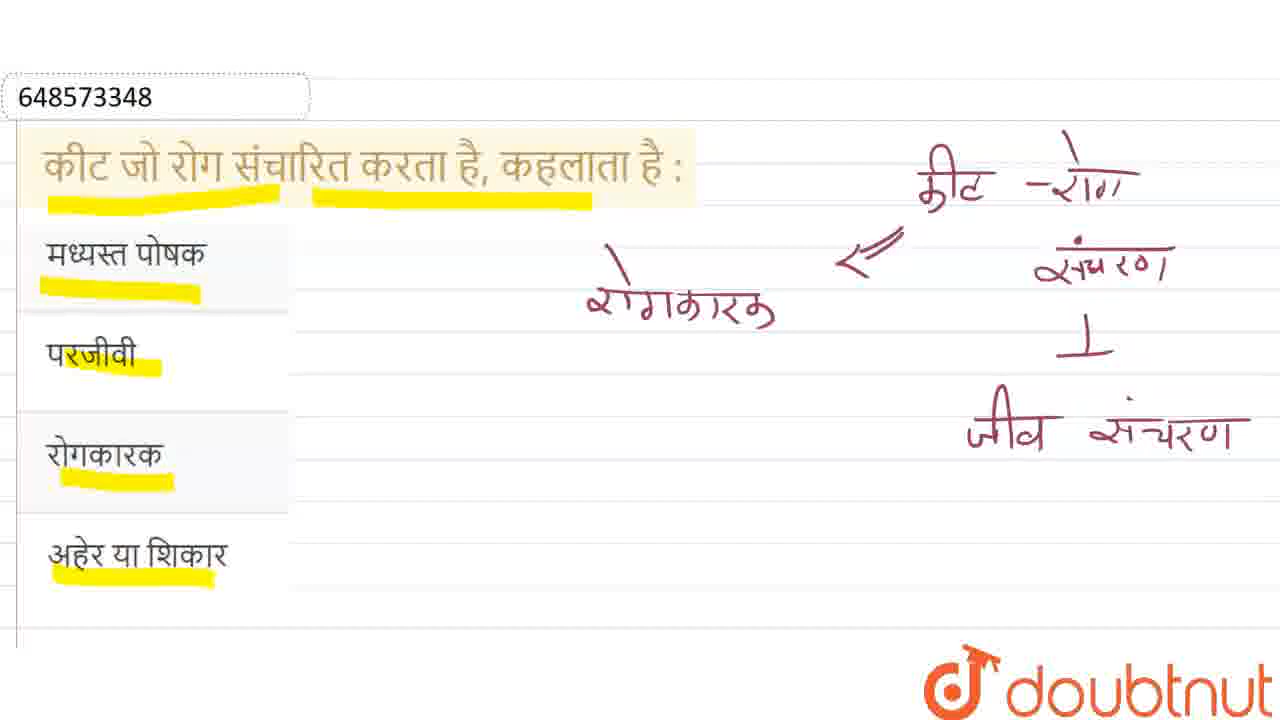 648573348
कीट जो रोग संचारित करता है, कहलाता है :
मध्यस्त पोषक
परजीवी
रोगकारक
अहेर या शिकार
कीट - रोग
संचरण
रोगकारक
जीव संचरण
doubtnut